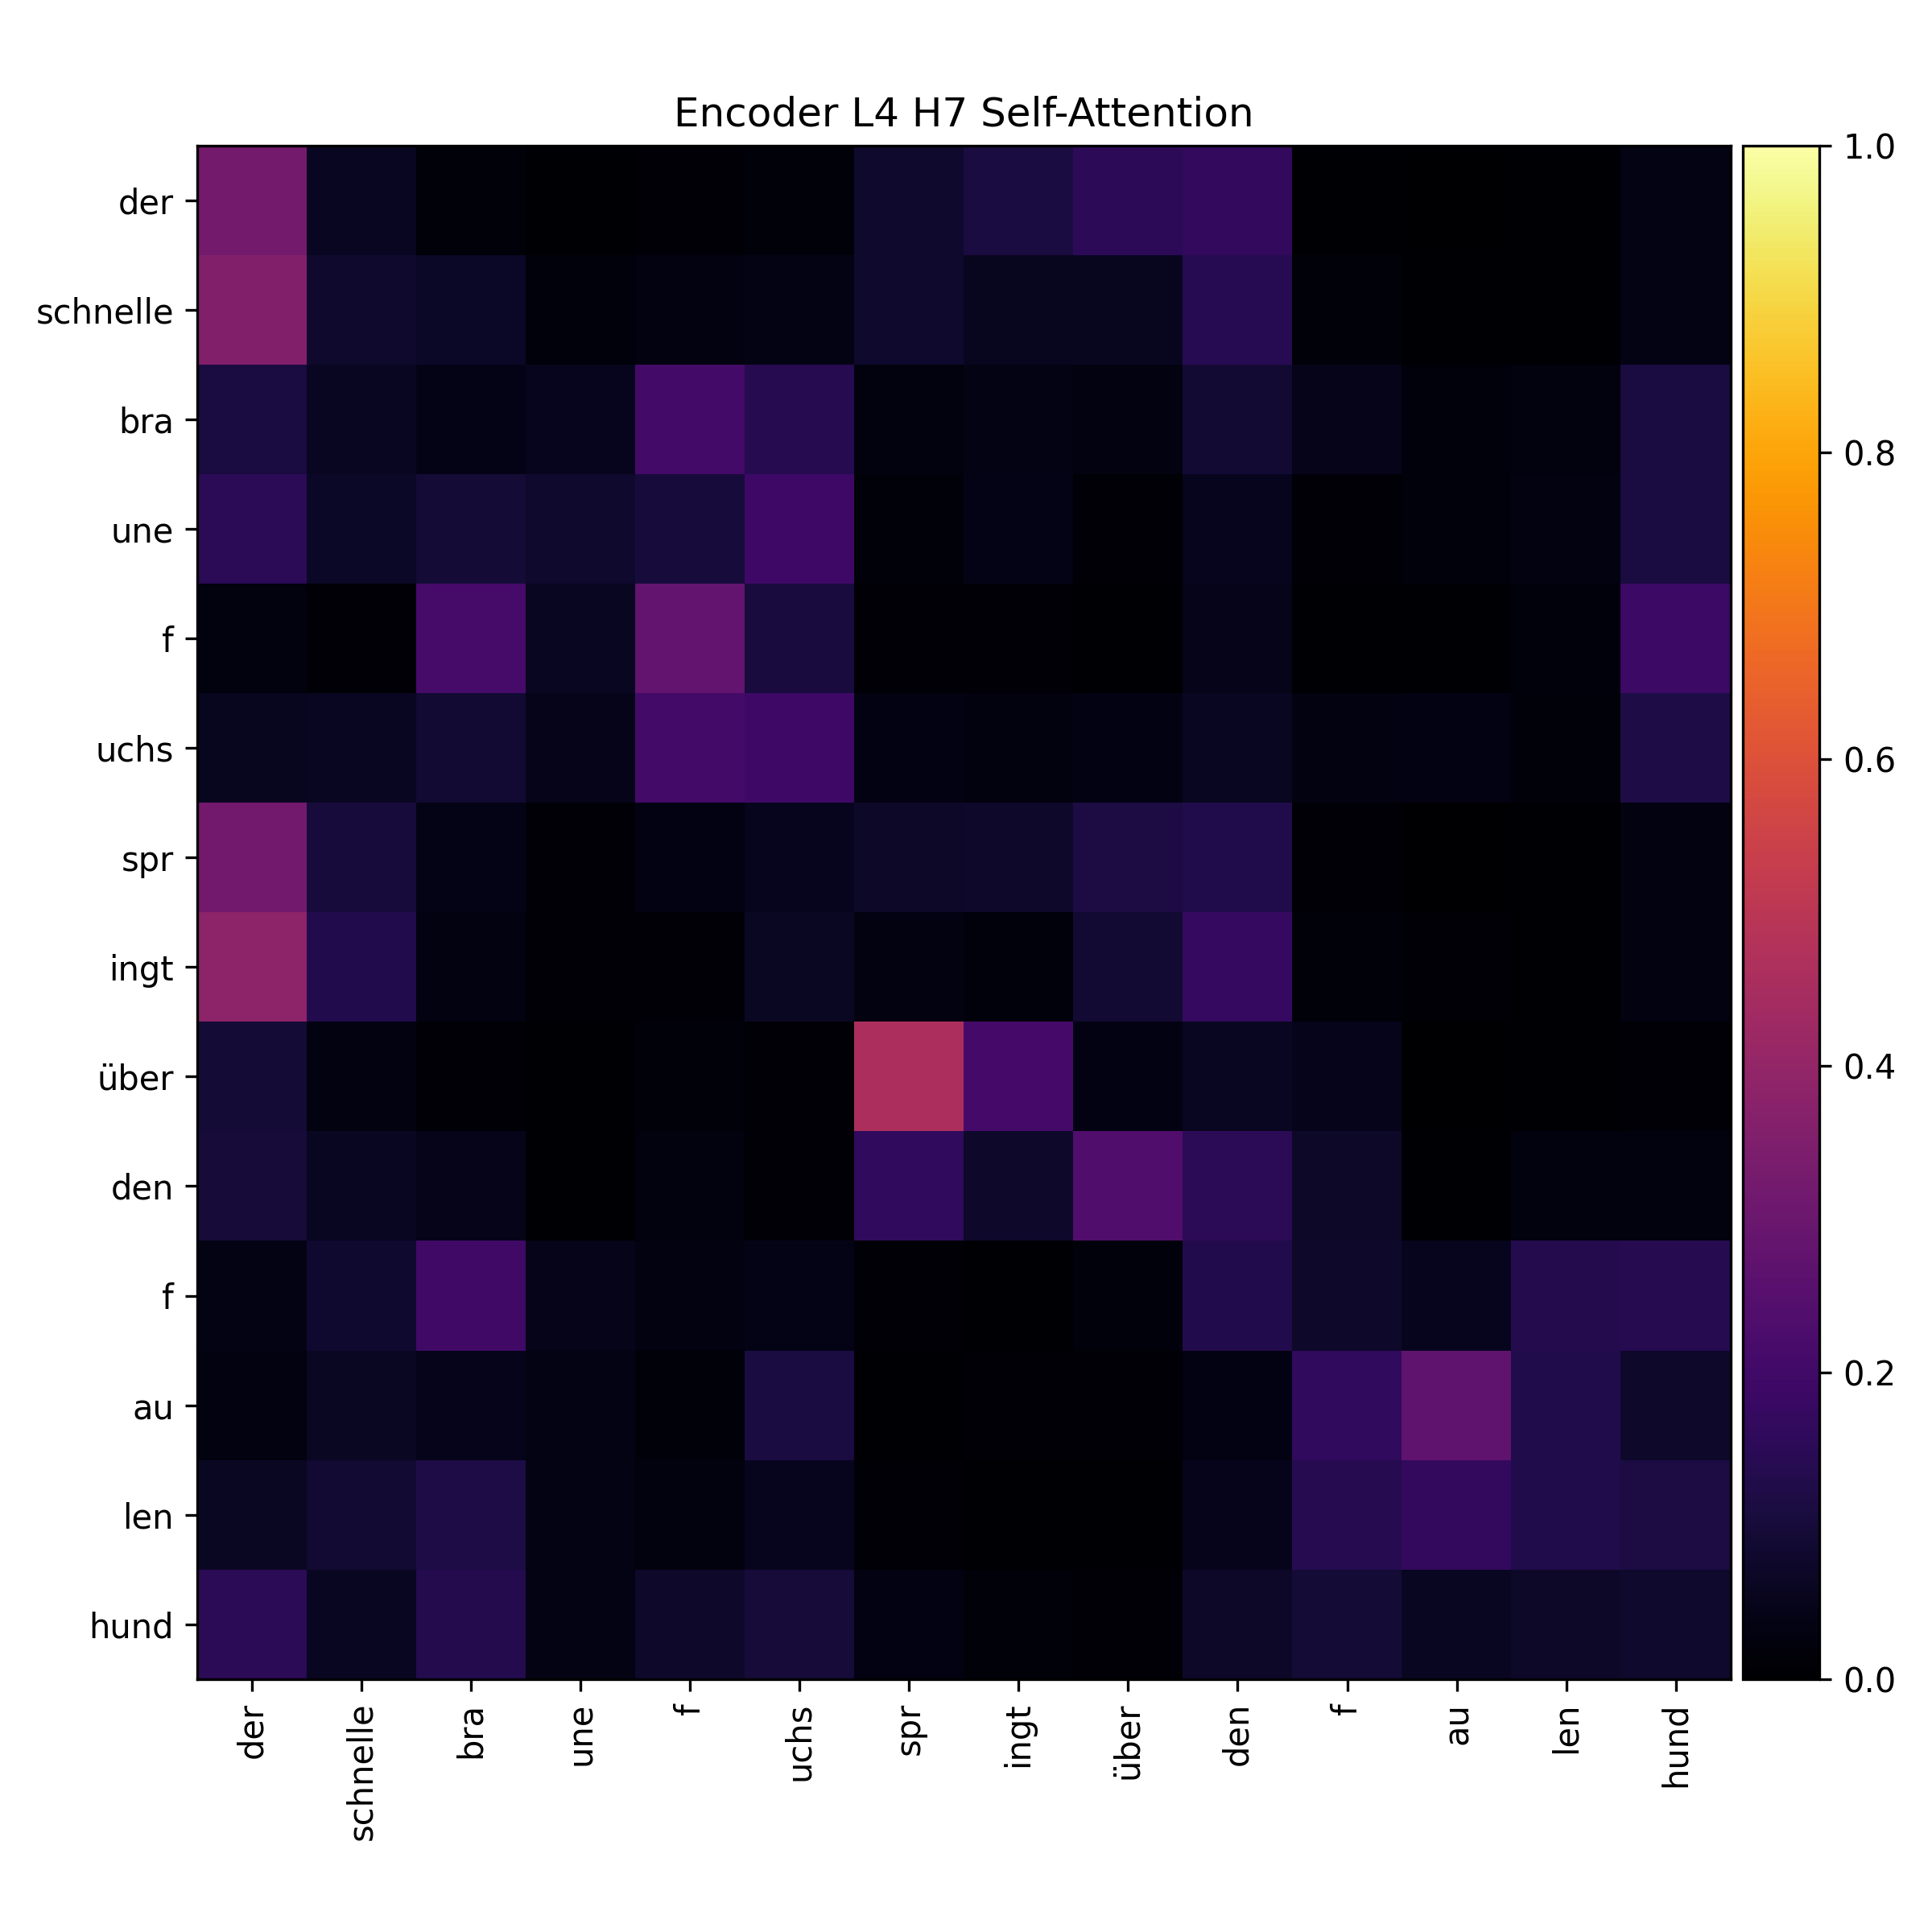 Encoder L4 H7 Self-Attention
der
schnelle
bra
une
f
uchs
spr
ingt
über
den
f
au
len
hund
der
schnelle
bra
une
f
uchs
spr
ingt
über
den
f
au
len
hund
1.0
0.8
0.6
0.4
0.2
0.0